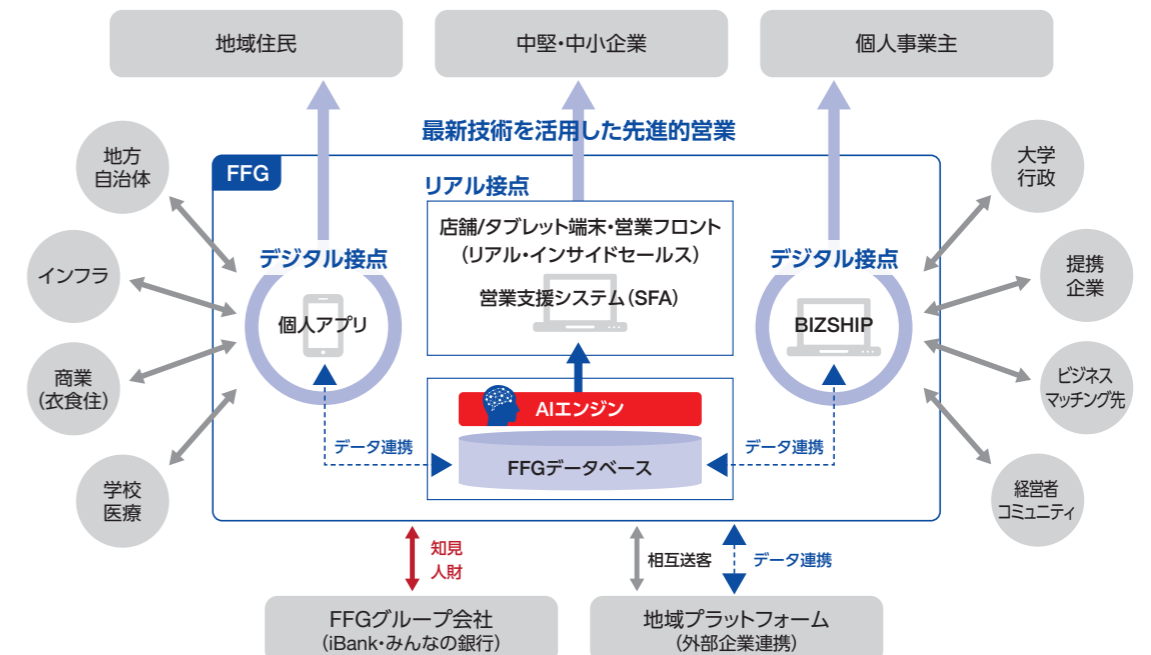 地域住民
中堅・中小企業
個人事業主
最新技術を活用した先進的営業
FFG
地方
自治体
インフラ
商業
(衣食住)
学校
医療
デジタル接点
個人アプリ
リアル接点
店舗/タブレット端末・営業フロント
(リアル・インサイドセールス)
営業支援システム(SFA)
AIエンジン
FFGデータベース
データ連携
データ連携
デジタル接点
BIZSHIP
大学
行政
提携
企業
ビジネス
マッチング先
経営者
コミュニティ
知見
人財
相互送客
データ連携
FFGグループ会社
(iBank・みんなの銀行)
地域プラットフォーム
(外部企業連携)